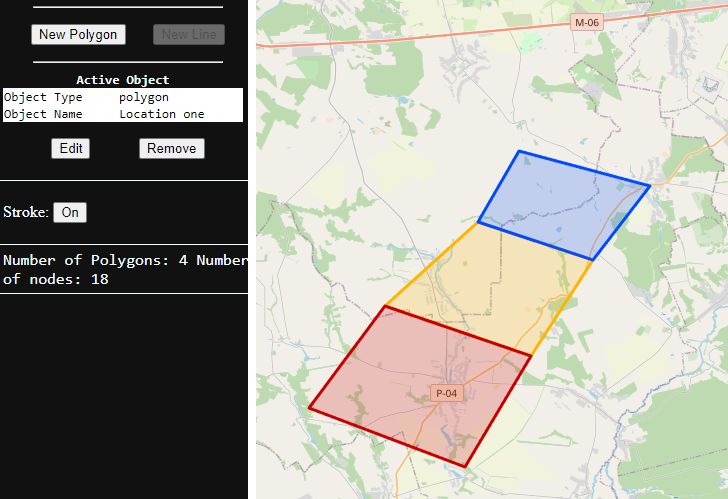 New Polygon New Line
Active Object
Object Type polygon
Object Name Location one
Edit Remove
Stroke: On
Number of Polygons: 4 Number
of nodes: 18
M-06
P-04